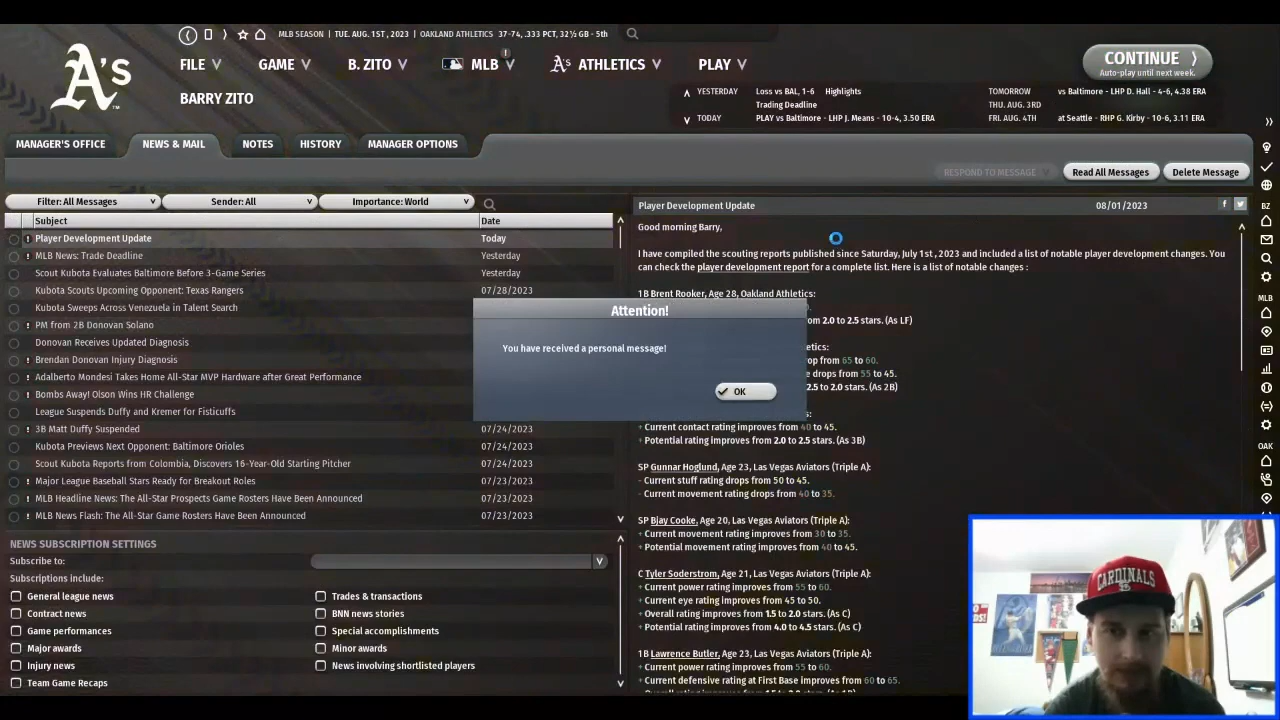 MLB SEASON | TUE. AUG. 1ST, 2023 | OAKLAND ATHLETICS 37-74, .333 PCT, 32½ GB - 5th
A's
FILE GAME B. ZITO MLB ! A's ATHLETICS PLAY
CONTINUE
Auto-play until next week.
BARRY ZITO
YESTERDAY Loss vs BAL, 1-6 Highlights
Trading Deadline
TODAY PLAY vs Baltimore - LHP J. Means - 10-4, 3.50 ERA
TOMORROW vs Baltimore - LHP D. Hall - 4-6, 4.38 ERA
THU. AUG. 3RD
FRI. AUG. 4TH at Seattle - RHP G. Kirby - 10-6, 3.11 ERA
MANAGER'S OFFICE NEWS & MAIL NOTES HISTORY MANAGER OPTIONS
RESPOND TO MESSAGE Read All Messages Delete Message
Filter: All Messages Sender: All Importance: World
Subject Date
! Player Development Update Today
! MLB News: Trade Deadline Yesterday
Scout Kubota Evaluates Baltimore Before 3-Game Series Yesterday
Kubota Scouts Upcoming Opponent: Texas Rangers 07/28/2023
Kubota Sweeps Across Venezuela in Talent Search
! PM from 2B Donovan Solano
Donovan Receives Updated Diagnosis
! Brendan Donovan Injury Diagnosis
! Adalberto Mondesi Takes Home All-Star MVP Hardware after Great Performance
! Bombs Away! Olson Wins HR Challenge
League Suspends Duffy and Kremer for Fisticuffs
! 3B Matt Duffy Suspended 07/24/2023
Kubota Previews Next Opponent: Baltimore Orioles 07/24/2023
Scout Kubota Reports from Colombia, Discovers 16-Year-Old Starting Pitcher 07/24/2023
! Major League Baseball Stars Ready for Breakout Roles 07/23/2023
! MLB Headline News: The All-Star Prospects Game Rosters Have Been Announced 07/23/2023
! MLB News Flash: The All-Star Game Rosters Have Been Announced 07/23/2023
NEWS SUBSCRIPTION SETTINGS
Subscribe to:
Subscriptions include:
General league news Trades & transactions
Contract news BNN news stories
Game performances Special accomplishments
Major awards Minor awards
Injury news News involving shortlisted players
Team Game Recaps
Player Development Update 08/01/2023
Good morning Barry,
I have compiled the scouting reports published since Saturday, July 1st, 2023 and included a list of notable player development changes. You
can check the player development report for a complete list. Here is a list of notable changes :
1B Brent Rooker, Age 28, Oakland Athletics:
2.0 to 2.5 stars. (As LF)
etics:
op from 65 to 60.
e drops from 55 to 45.
2.5 to 2.0 stars. (As 2B)
s:
+ Current contact rating improves from 40 to 45.
+ Potential rating improves from 2.0 to 2.5 stars. (As 3B)
SP Gunnar Hoglund, Age 23, Las Vegas Aviators (Triple A):
- Current stuff rating drops from 50 to 45.
- Current movement rating drops from 40 to 35.
SP Bjay Cooke, Age 20, Las Vegas Aviators (Triple A):
+ Current movement rating improves from 30 to 35.
+ Potential movement rating improves from 40 to 45.
C Tyler Soderstrom, Age 21, Las Vegas Aviators (Triple A):
+ Current power rating improves from 55 to 60.
+ Current eye rating improves from 45 to 50.
+ Overall rating improves from 1.5 to 2.0 stars. (As C)
+ Potential rating improves from 4.0 to 4.5 stars. (As C)
1B Lawrence Butler, Age 23, Las Vegas Aviators (Triple A):
+ Current power rating improves from 55 to 60.
+ Current defensive rating at First Base improves from 60 to 65.
Attention!
You have received a personal message!
OK
BZ
MLB
OAK
CARDINALS